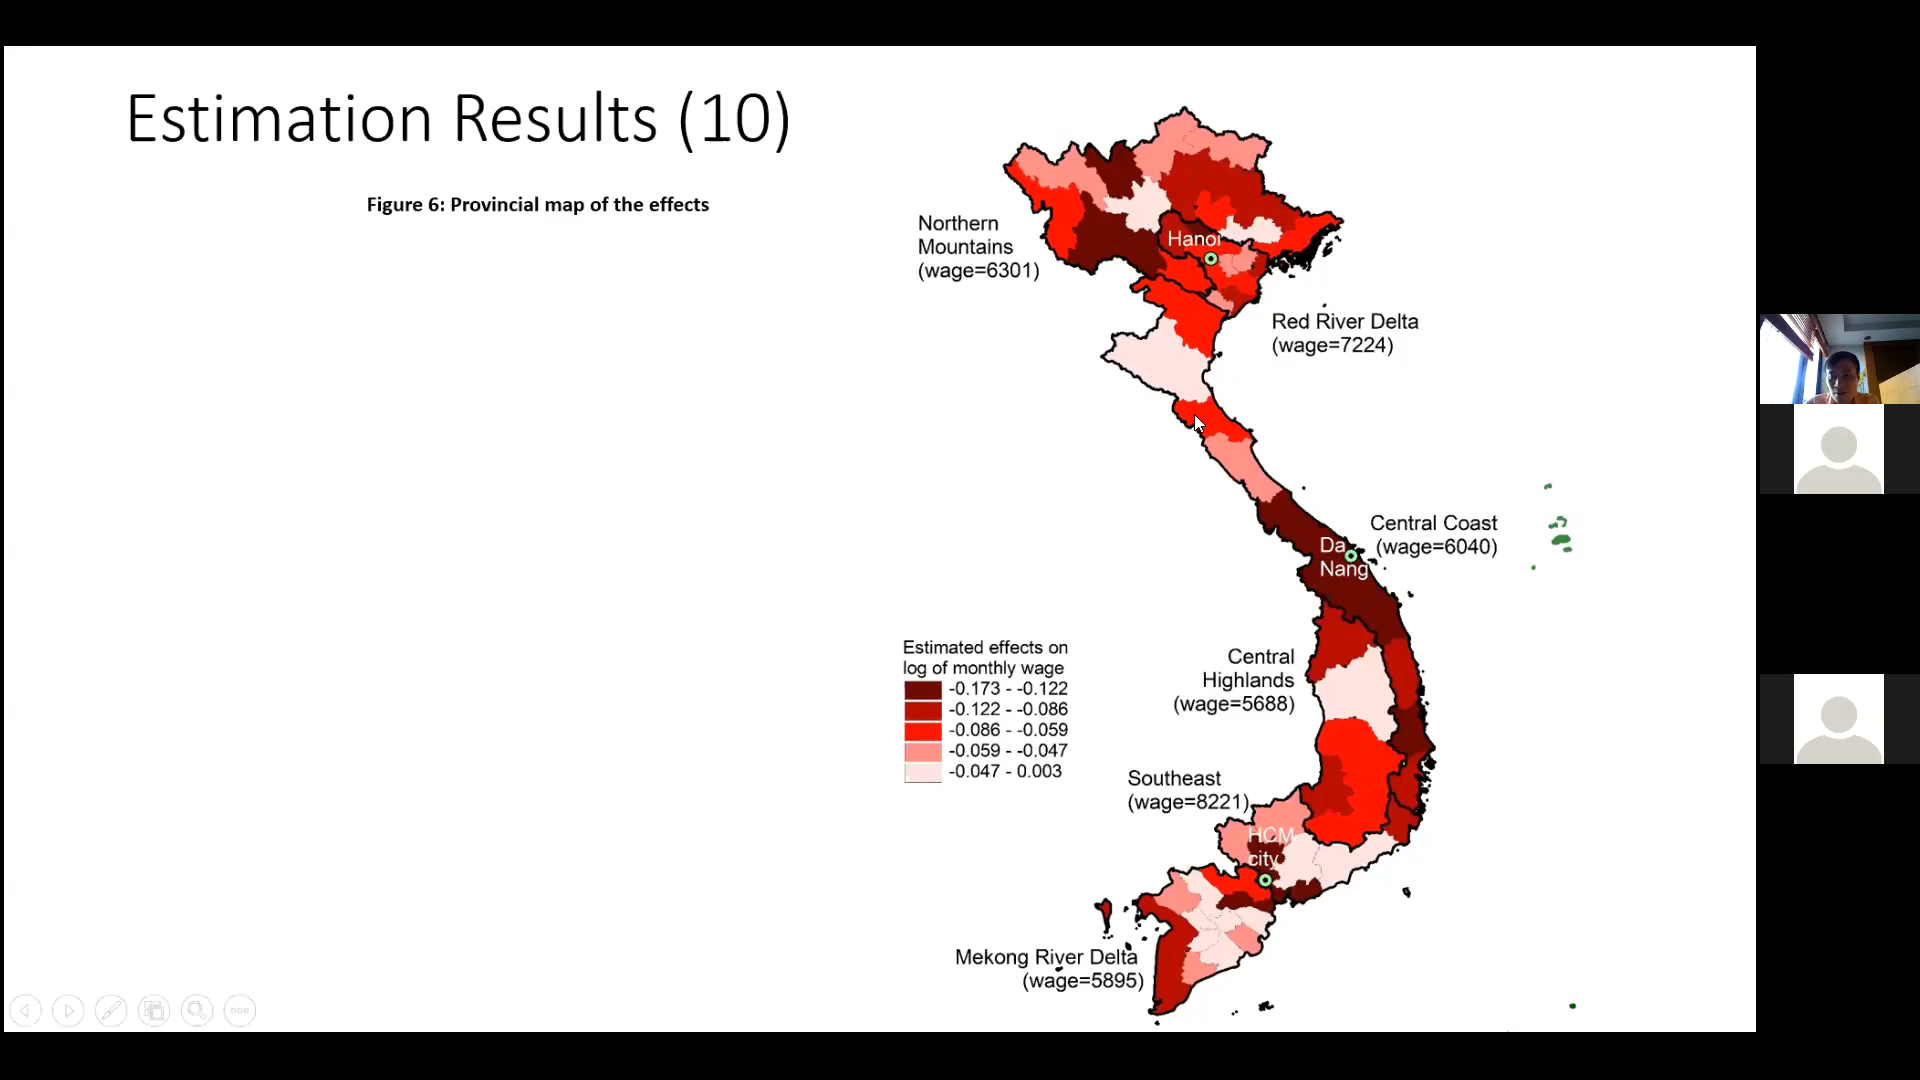 Estimation Results (10)
Figure 6: Provincial map of the effects
Northern
Mountains
(wage=6301)
Hanoi
Red River Delta
(wage=7224)
Central Coast
(wage=6040)
Da
Nang
Central
Highlands
(wage=5688)
Estimated effects on
log of monthly wage
-0.173 - -0.122
-0.122 - -0.086
-0.086 - -0.059
-0.059 - -0.047
-0.047 - 0.003
Southeast
(wage=8221)
HCM
city
Mekong River Delta
(wage=5895)